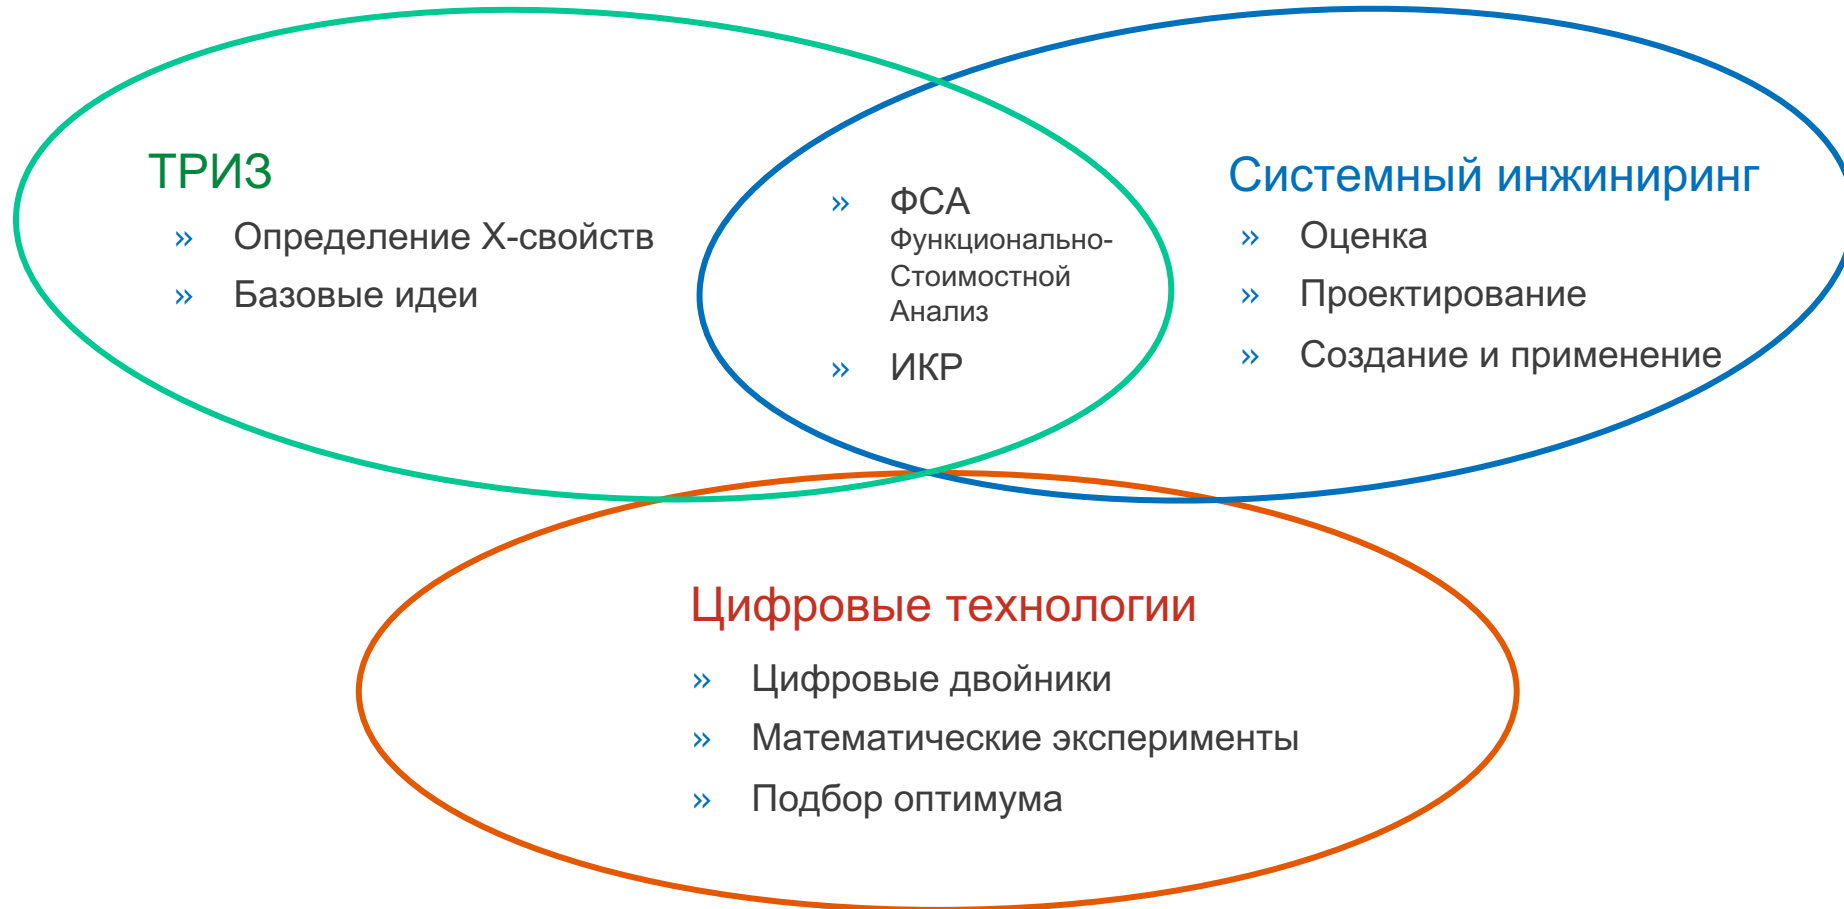 ТРИЗ
» Определение Х-свойств
» Базовые идеи
» ФСА
Функционально-
Стоимостной
Анализ
» ИКР
Системный инжиниринг
» Оценка
» Проектирование
» Создание и применение
Цифровые технологии
» Цифровые двойники
» Математические эксперименты
» Подбор оптимума